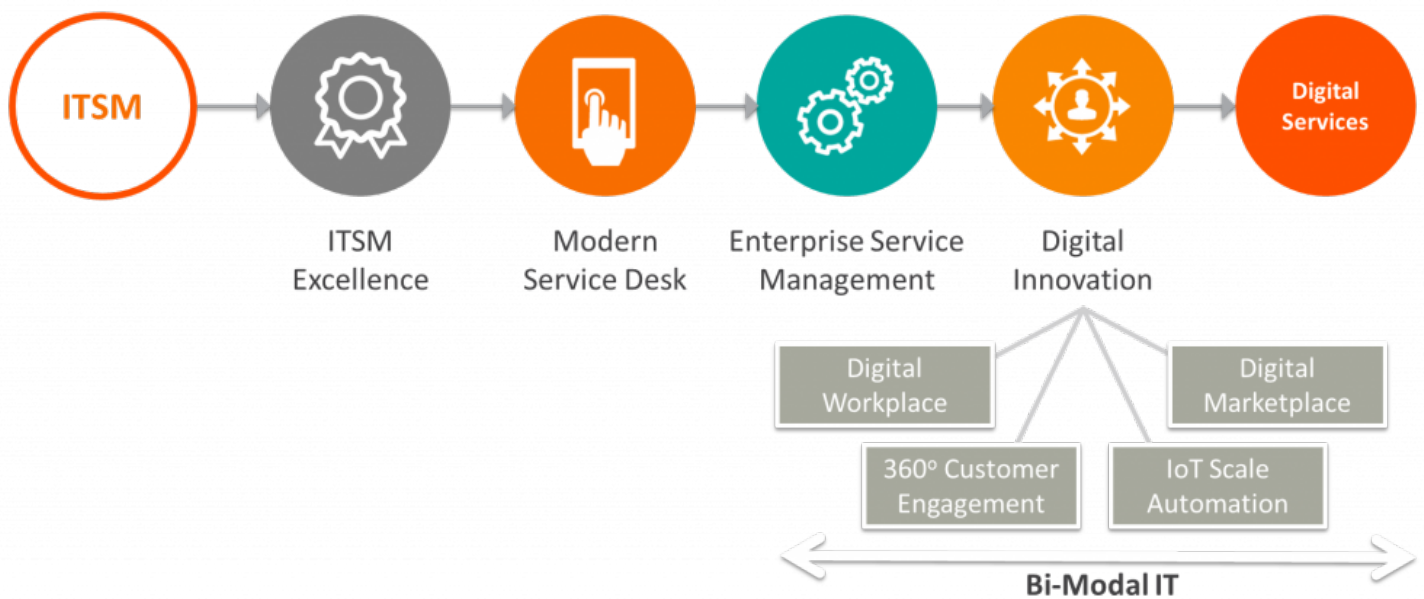 ITSM
Digital
Services
ITSM
Excellence
Modern
Service Desk
Enterprise Service
Management
Digital
Innovation
Digital
Workplace
Digital
Marketplace
360° Customer
Engagement
IoT Scale
Automation
Bi-Modal IT